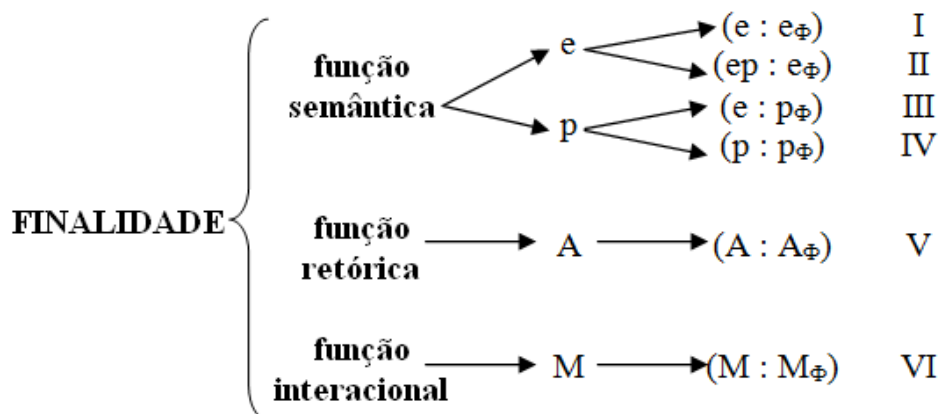 (e : eΦ) I
função e
semântica (ep : eΦ) II
(e : pΦ) III
p
(p : pΦ) IV
FINALIDADE
função
retórica A (A : AΦ) V
função
interacional M (M : MΦ) VI